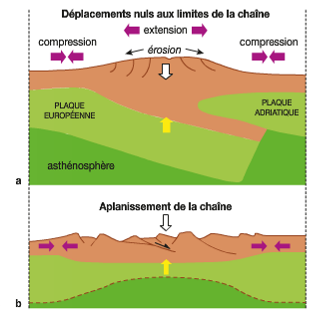 Déplacements nuls aux limites de la chaîne
compression
extension
compression
érosion
PLAQUE
EUROPÉENNE
PLAQUE
ADRIATIQUE
asthénosphère
a
Aplanissement de la chaîne
b